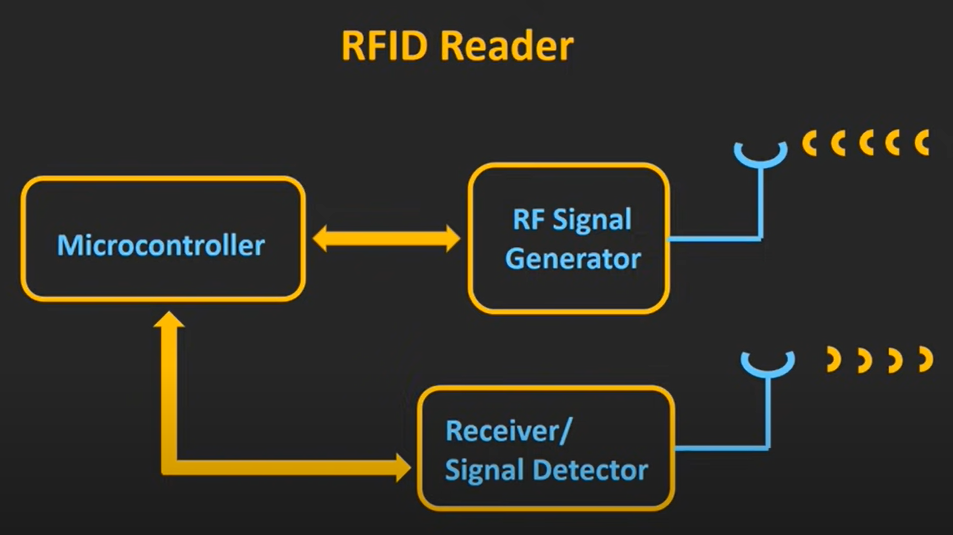 RFID Reader
Microcontroller
RF Signal
Generator
Receiver/
Signal Detector